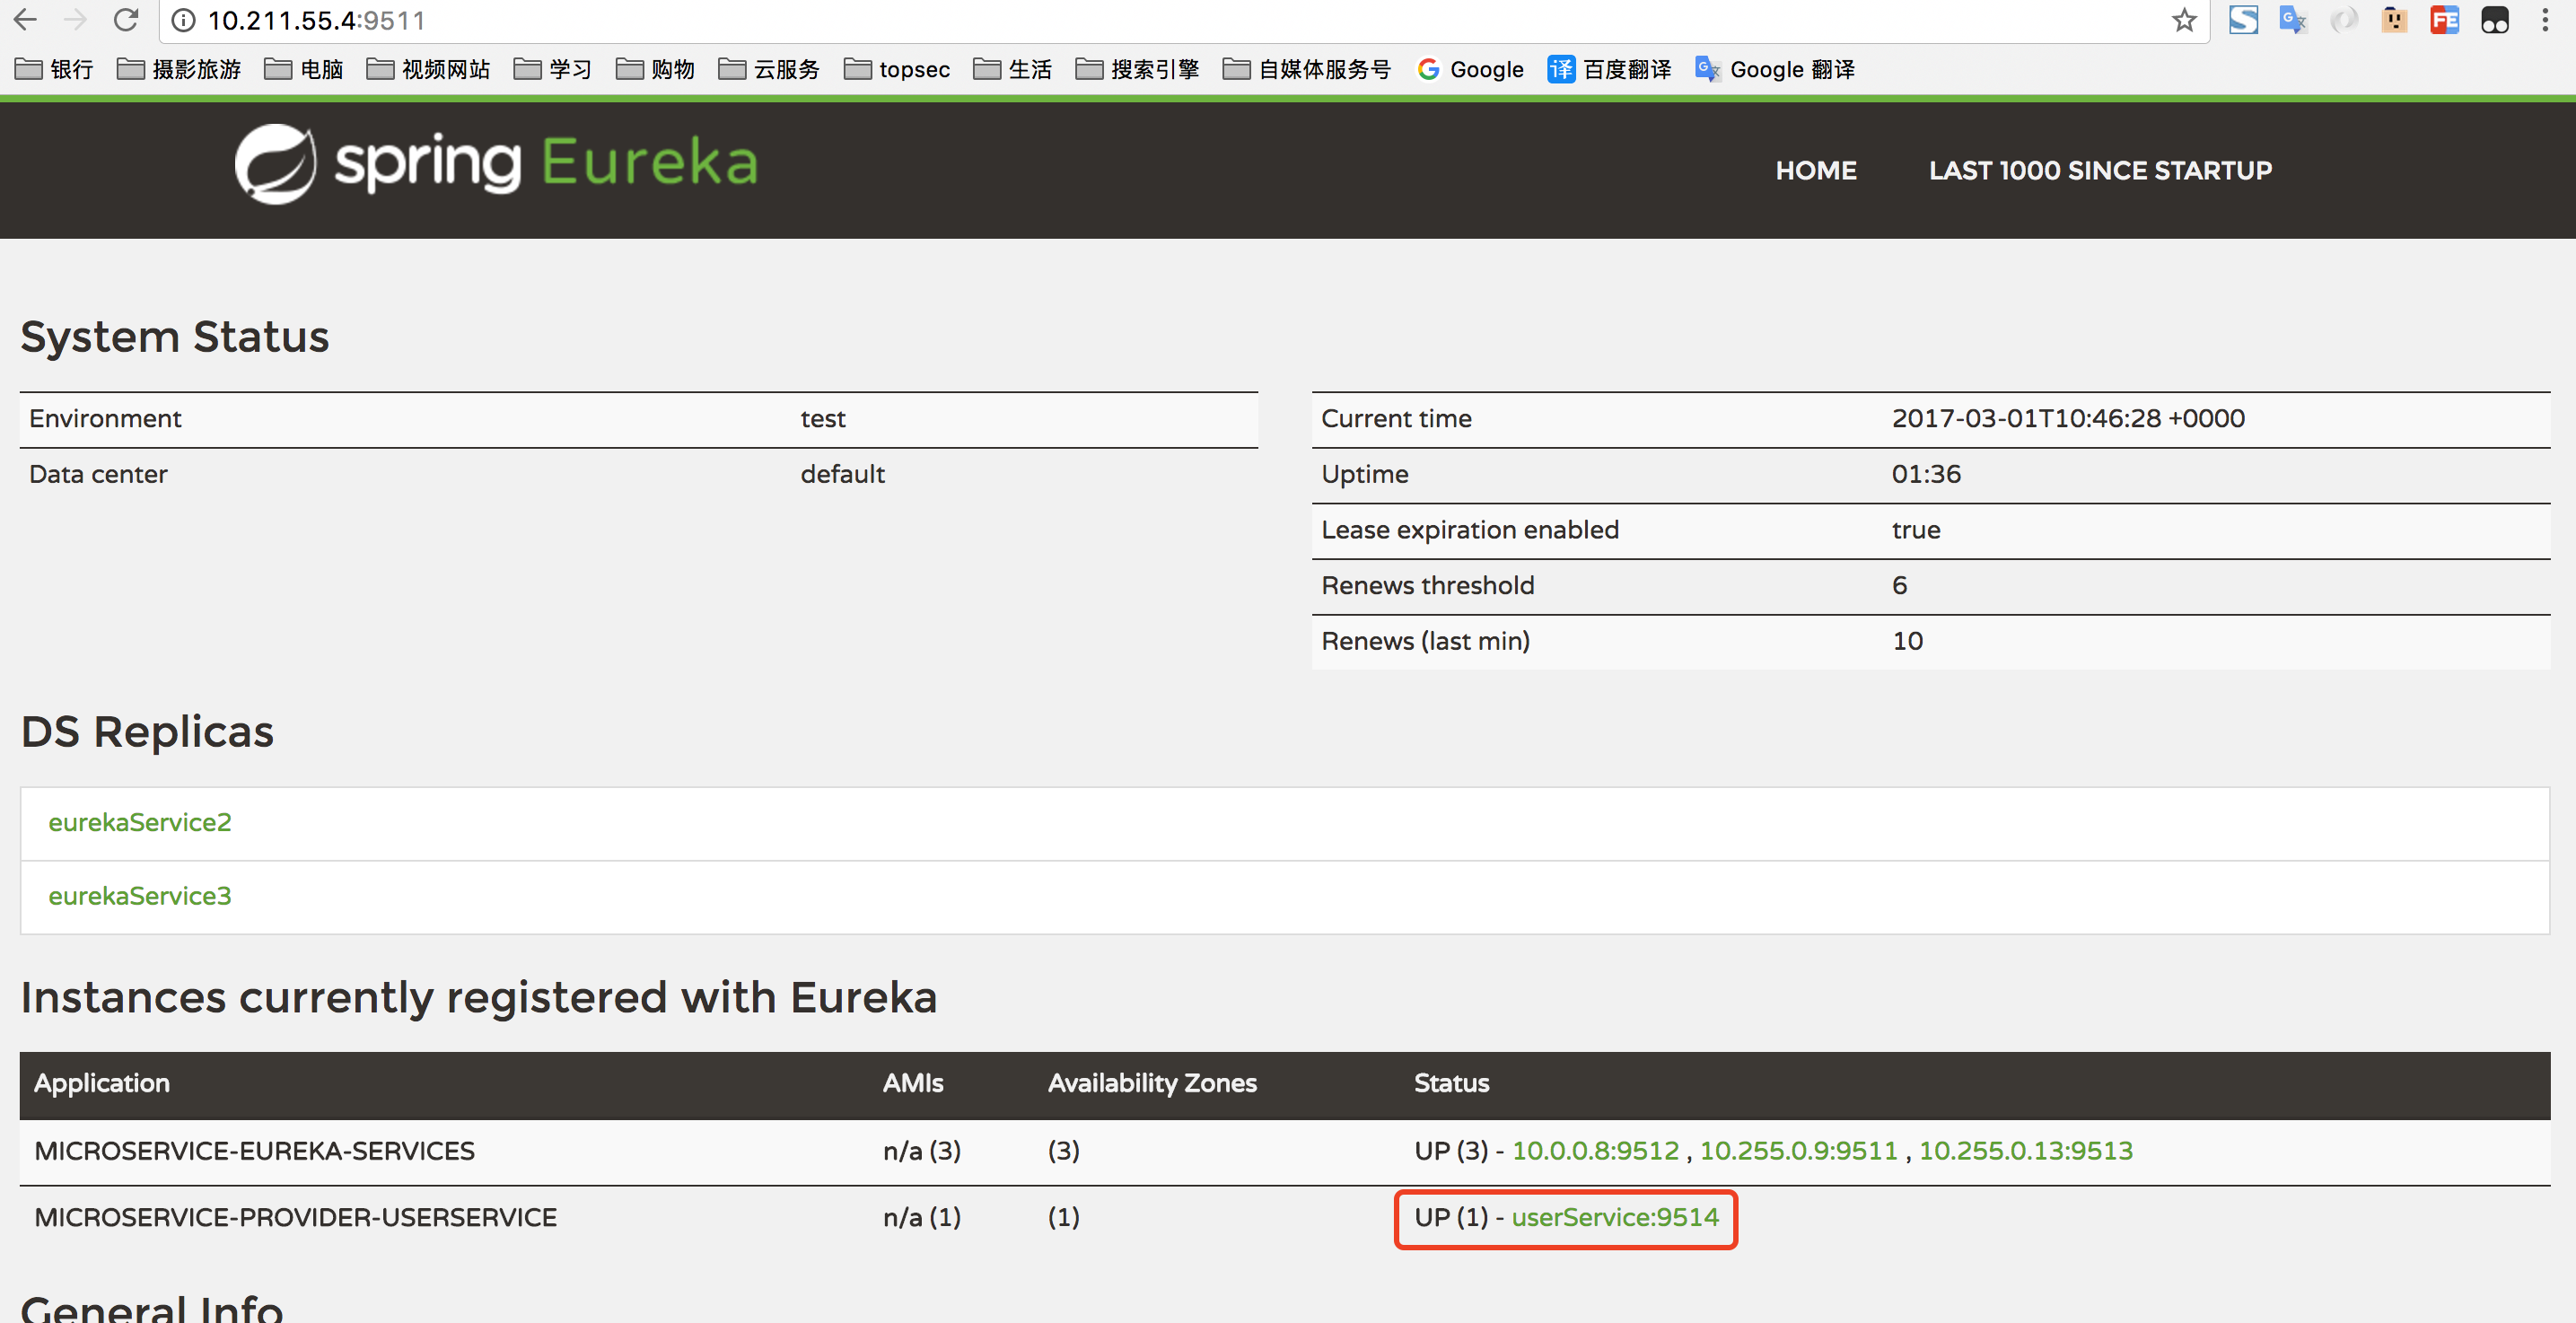 10.211.55.4:9511
银行 摄影旅游 电脑 视频网站 学习 购物 云服务 topsec 生活 搜索引擎 自媒体服务号 Google 译 百度翻译 Google 翻译
spring Eureka
HOME LAST 1000 SINCE STARTUP
System Status
Environment test
Data center default
Current time 2017-03-01T10:46:28 +0000
Uptime 01:36
Lease expiration enabled true
Renews threshold 6
Renews (last min) 10
DS Replicas
eurekaService2
eurekaService3
Instances currently registered with Eureka
Application AMIs Availability Zones Status
MICROSERVICE-EUREKA-SERVICES n/a (3) (3) UP (3) - 10.0.0.8:9512 , 10.255.0.9:9511 , 10.255.0.13:9513
MICROSERVICE-PROVIDER-USERSERVICE n/a (1) (1) UP (1) - userService:9514
General Info